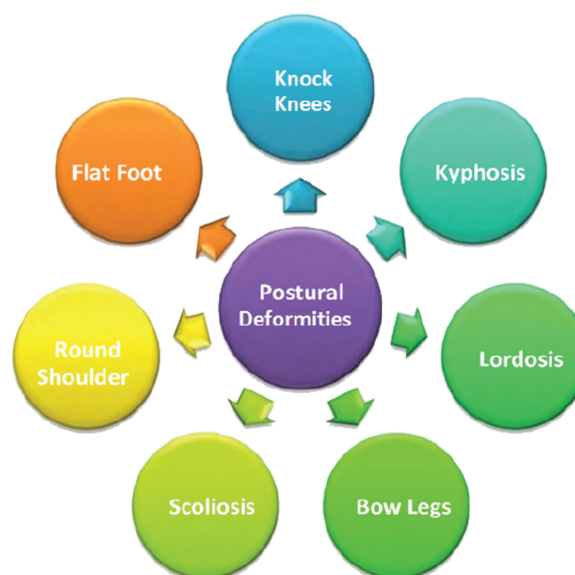 Knock
Knees
Flat Foot
Kyphosis
Postural
Deformities
Round
Shoulder
Lordosis
Scoliosis
Bow Legs